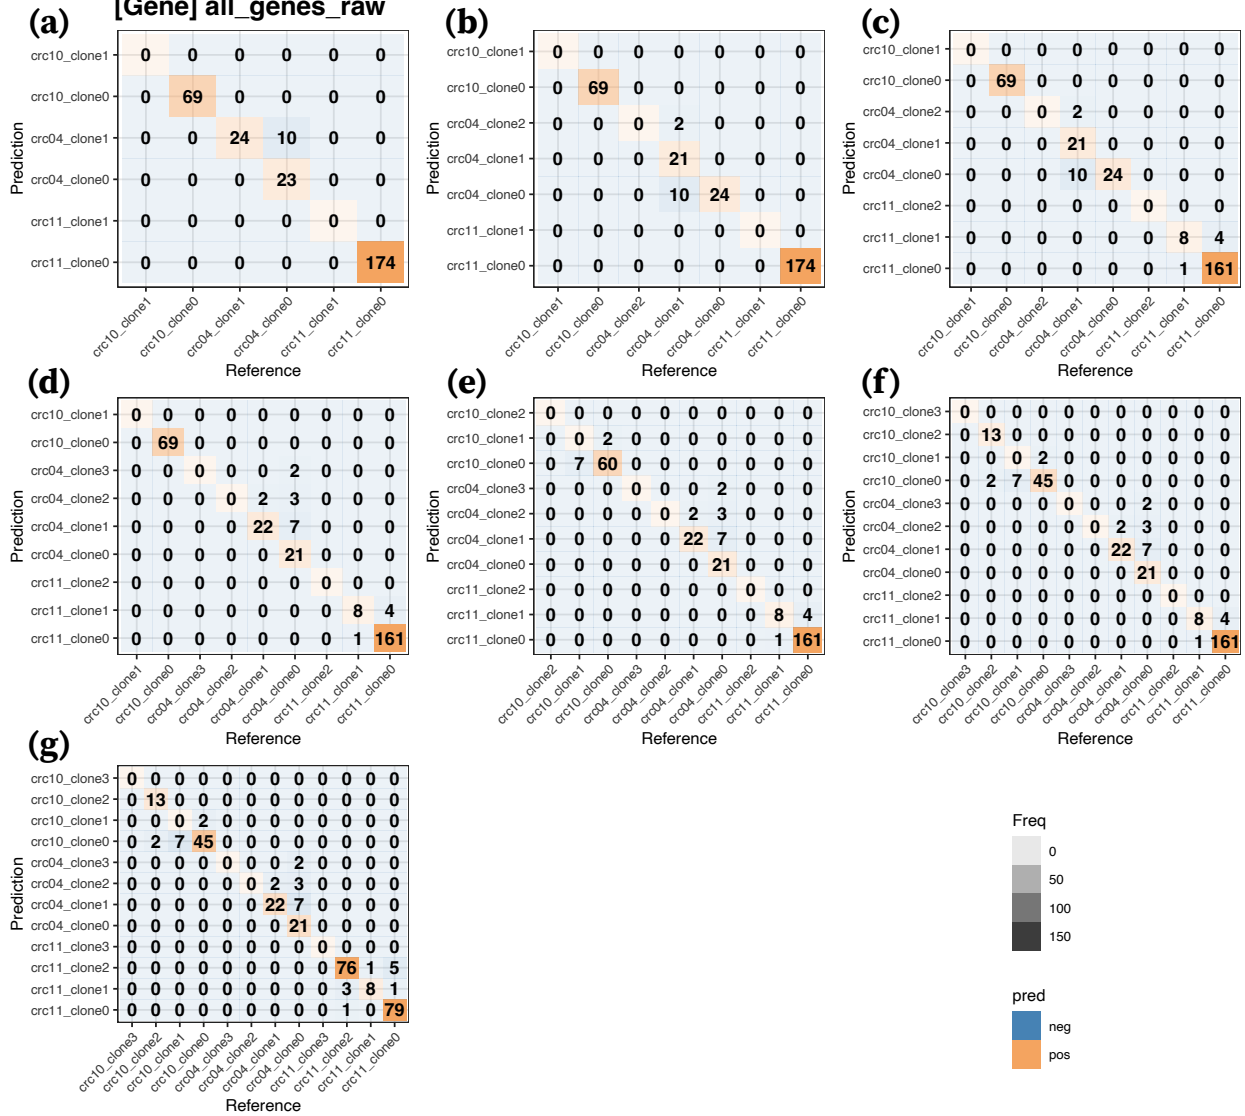 [Gene] all_genes_raw
(a)
Prediction
crc10_clone1 0 0 0 0 0 0
crc10_clone0 0 69 0 0 0 0
crc04_clone1 0 0 24 10 0 0
crc04_clone0 0 0 0 23 0 0
crc11_clone1 0 0 0 0 0 0
crc11_clone0 0 0 0 0 0 174
crc10_clone1 crc10_clone0 crc04_clone1 crc04_clone0 crc11_clone1 crc11_clone0
Reference
(b)
Prediction
crc10_clone1 0 0 0 0 0 0 0
crc10_clone0 0 69 0 0 0 0 0
crc04_clone2 0 0 0 2 0 0 0
crc04_clone1 0 0 0 21 0 0 0
crc04_clone0 0 0 0 10 24 0 0
crc11_clone1 0 0 0 0 0 0 0
crc11_clone0 0 0 0 0 0 0 174
crc10_clone1 crc10_clone0 crc04_clone2 crc04_clone1 crc04_clone0 crc11_clone1 crc11_clone0
Reference
(c)
Prediction
crc10_clone1 0 0 0 0 0 0 0 0
crc10_clone0 0 69 0 0 0 0 0 0
crc04_clone2 0 0 0 2 0 0 0 0
crc04_clone1 0 0 0 21 0 0 0 0
crc04_clone0 0 0 0 10 24 0 0 0
crc11_clone2 0 0 0 0 0 0 0 0
crc11_clone1 0 0 0 0 0 0 8 4
crc11_clone0 0 0 0 0 0 0 1 161
crc10_clone1 crc10_clone0 crc04_clone2 crc04_clone1 crc04_clone0 crc11_clone2 crc11_clone1 crc11_clone0
Reference
(d)
Prediction
crc10_clone1 0 0 0 0 0 0 0 0 0
crc10_clone0 0 69 0 0 0 0 0 0 0
crc04_clone3 0 0 0 0 0 2 0 0 0
crc04_clone2 0 0 0 0 2 3 0 0 0
crc04_clone1 0 0 0 0 22 7 0 0 0
crc04_clone0 0 0 0 0 0 21 0 0 0
crc11_clone2 0 0 0 0 0 0 0 0 0
crc11_clone1 0 0 0 0 0 0 0 8 4
crc11_clone0 0 0 0 0 0 0 0 1 161
crc10_clone1 crc10_clone0 crc04_clone3 crc04_clone2 crc04_clone1 crc04_clone0 crc11_clone2 crc11_clone1 crc11_clone0
Reference
(e)
Prediction
crc10_clone2 0 0 0 0 0 0 0 0 0 0
crc10_clone1 0 0 2 0 0 0 0 0 0 0
crc10_clone0 0 7 60 0 0 0 0 0 0 0
crc04_clone3 0 0 0 0 0 0 2 0 0 0
crc04_clone2 0 0 0 0 0 2 3 0 0 0
crc04_clone1 0 0 0 0 0 22 7 0 0 0
crc04_clone0 0 0 0 0 0 0 21 0 0 0
crc11_clone2 0 0 0 0 0 0 0 0 0 0
crc11_clone1 0 0 0 0 0 0 0 0 8 4
crc11_clone0 0 0 0 0 0 0 0 0 1 161
crc10_clone2 crc10_clone1 crc10_clone0 crc04_clone3 crc04_clone2 crc04_clone1 crc04_clone0 crc11_clone2 crc11_clone1 crc11_clone0
Reference
(f)
Prediction
crc10_clone3 0 0 0 0 0 0 0 0 0 0 0
crc10_clone2 0 13 0 0 0 0 0 0 0 0 0
crc10_clone1 0 0 0 2 0 0 0 0 0 0 0
crc10_clone0 0 2 7 45 0 0 0 0 0 0 0
crc04_clone3 0 0 0 0 0 0 0 2 0 0 0
crc04_clone2 0 0 0 0 0 0 2 3 0 0 0
crc04_clone1 0 0 0 0 0 0 22 7 0 0 0
crc04_clone0 0 0 0 0 0 0 0 21 0 0 0
crc11_clone2 0 0 0 0 0 0 0 0 0 0 0
crc11_clone1 0 0 0 0 0 0 0 0 0 8 4
crc11_clone0 0 0 0 0 0 0 0 0 0 1 161
crc10_clone3 crc10_clone2 crc10_clone1 crc10_clone0 crc04_clone3 crc04_clone2 crc04_clone1 crc04_clone0 crc11_clone2 crc11_clone1 crc11_clone0
Reference
(g)
Prediction
crc10_clone3 0 0 0 0 0 0 0 0 0 0 0 0
crc10_clone2 0 13 0 0 0 0 0 0 0 0 0 0
crc10_clone1 0 0 0 2 0 0 0 0 0 0 0 0
crc10_clone0 0 2 7 45 0 0 0 0 0 0 0 0
crc04_clone3 0 0 0 0 0 0 0 2 0 0 0 0
crc04_clone2 0 0 0 0 0 0 2 3 0 0 0 0
crc04_clone1 0 0 0 0 0 0 22 7 0 0 0 0
crc04_clone0 0 0 0 0 0 0 0 21 0 0 0 0
crc11_clone3 0 0 0 0 0 0 0 0 0 0 0 0
crc11_clone2 0 0 0 0 0 0 0 0 0 76 1 5
crc11_clone1 0 0 0 0 0 0 0 0 0 3 8 1
crc11_clone0 0 0 0 0 0 0 0 0 0 1 0 79
crc10_clone3 crc10_clone2 crc10_clone1 crc10_clone0 crc04_clone3 crc04_clone2 crc04_clone1 crc04_clone0 crc11_clone3 crc11_clone2 crc11_clone1 crc11_clone0
Reference
Freq
0
50
100
150
pred
neg
pos